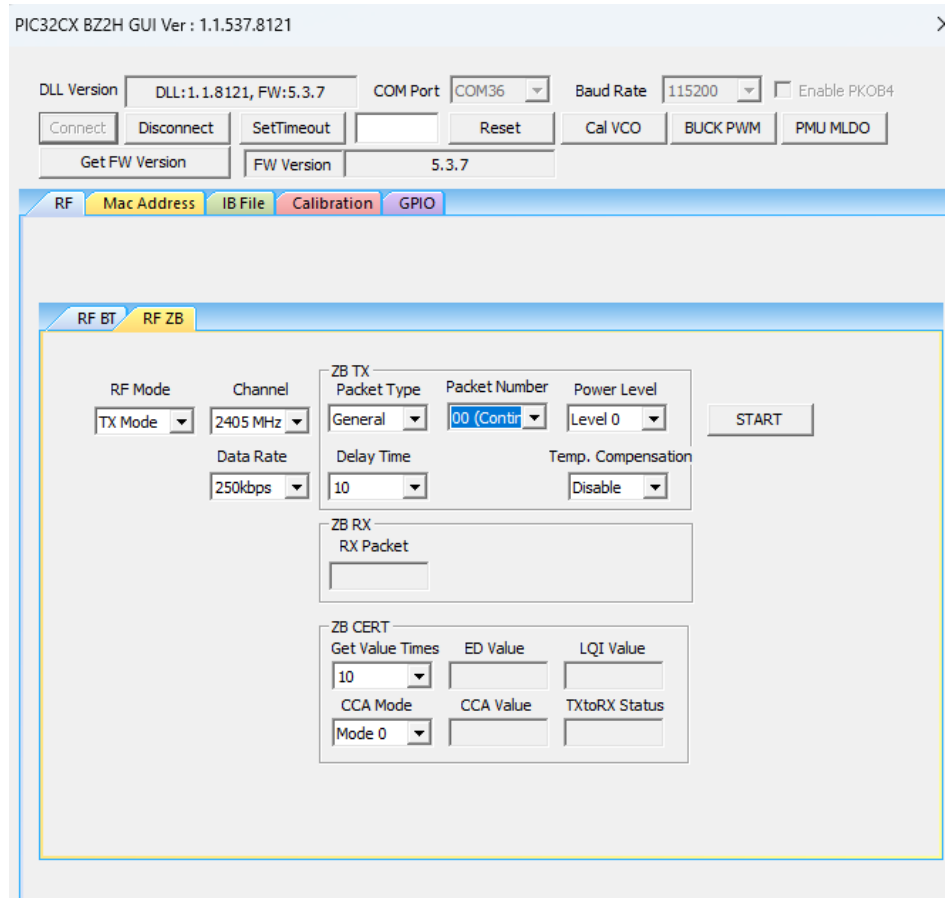 PIC32CX BZ2H GUI Ver : 1.1.537.8121
DLL Version DLL:1.1.8121, FW:5.3.7 COM Port COM36 Baud Rate 115200 Enable PKOB4
Connect Disconnect SetTimeout Reset Cal VCO BUCK PWM PMU MLDO
Get FW Version FW Version 5.3.7
RF Mac Address IB File Calibration GPIO
RF BT RF ZB
ZB TX
RF Mode Channel Packet Type Packet Number Power Level
TX Mode 2405 MHz General 00 (Contin Level 0 START
Data Rate Delay Time Temp. Compensation
250kbps 10 Disable
ZB RX
RX Packet
ZB CERT
Get Value Times ED Value LQI Value
10
CCA Mode CCA Value TXtoRX Status
Mode 0